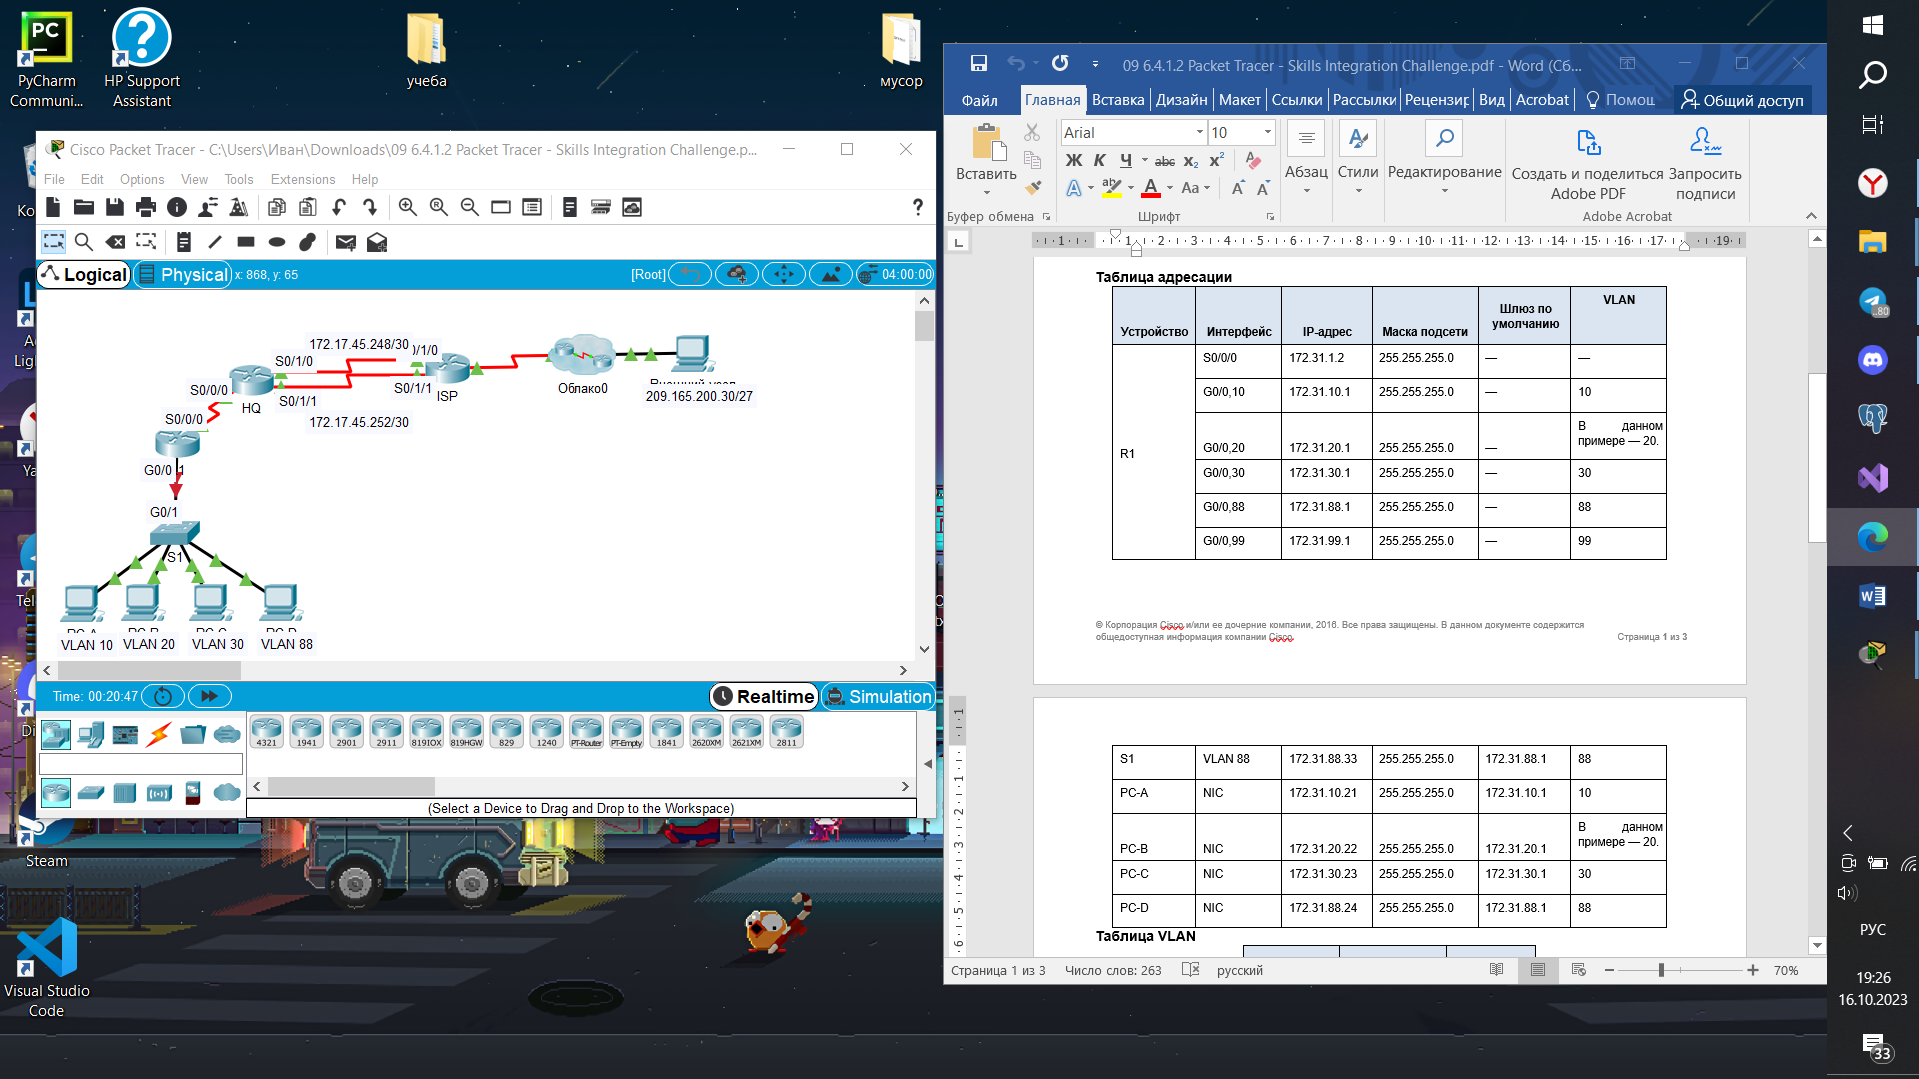 PyCharm
Communi...
HP Support
Assistant
учеба
мусор
Steam
Visual Studio
Code
Cisco Packet Tracer - C:\Users\Иван\Downloads\09 6.4.1.2 Packet Tracer - Skills Integration Challenge.p...
File Edit Options View Tools Extensions Help
Logical
Physical
x: 868, y: 65
[Root]
04:00:00
172.17.45.248/30
S0/1/0
S0/0/0
HQ
S0/1/1
172.17.45.252/30
S0/1/1
ISP
Облако0
209.165.200.30/27
S0/0/0
G0/0
G0/1
S1
VLAN 10
VLAN 20
VLAN 30
VLAN 88
Time: 00:20:47
Realtime
Simulation
4321 1941 2901 2911 819IOX 819HGW 829 1240 PT-Router PT-Empty 1841 2620XM 2621XM 2811
(Select a Device to Drag and Drop to the Workspace)
09 6.4.1.2 Packet Tracer - Skills Integration Challenge.pdf - Word (Сб...
Файл Главная Вставка Дизайн Макет Ссылки Рассылки Рецензир Вид Acrobat Помощ Общий доступ
Вставить
Буфер обмена
Arial
10
Ж К Ч abc x₂ x²
Aa
Шрифт
Абзац
Стили
Редактирование
Создать и поделиться
Adobe PDF
Запросить
подписи
Adobe Acrobat
Таблица адресации
Устройство Интерфейс IP-адрес Маска подсети Шлюз по умолчанию VLAN
R1
S0/0/0 172.31.1.2 255.255.255.0 — —
G0/0,10 172.31.10.1 255.255.255.0 — 10
G0/0,20 172.31.20.1 255.255.255.0 — В данном примере — 20.
G0/0,30 172.31.30.1 255.255.255.0 — 30
G0/0,88 172.31.88.1 255.255.255.0 — 88
G0/0,99 172.31.99.1 255.255.255.0 — 99
© Корпорация Cisco и/или ее дочерние компании, 2016. Все права защищены. В данном документе содержится
общедоступная информация компании Cisco.
Страница 1 из 3
S1 VLAN 88 172.31.88.33 255.255.255.0 172.31.88.1 88
PC-A NIC 172.31.10.21 255.255.255.0 172.31.10.1 10
PC-B NIC 172.31.20.22 255.255.255.0 172.31.20.1 В данном примере — 20.
PC-C NIC 172.31.30.23 255.255.255.0 172.31.30.1 30
PC-D NIC 172.31.88.24 255.255.255.0 172.31.88.1 88
Таблица VLAN
Страница 1 из 3
Число слов: 263
русский
70%
80
РУС
19:26
16.10.2023
33